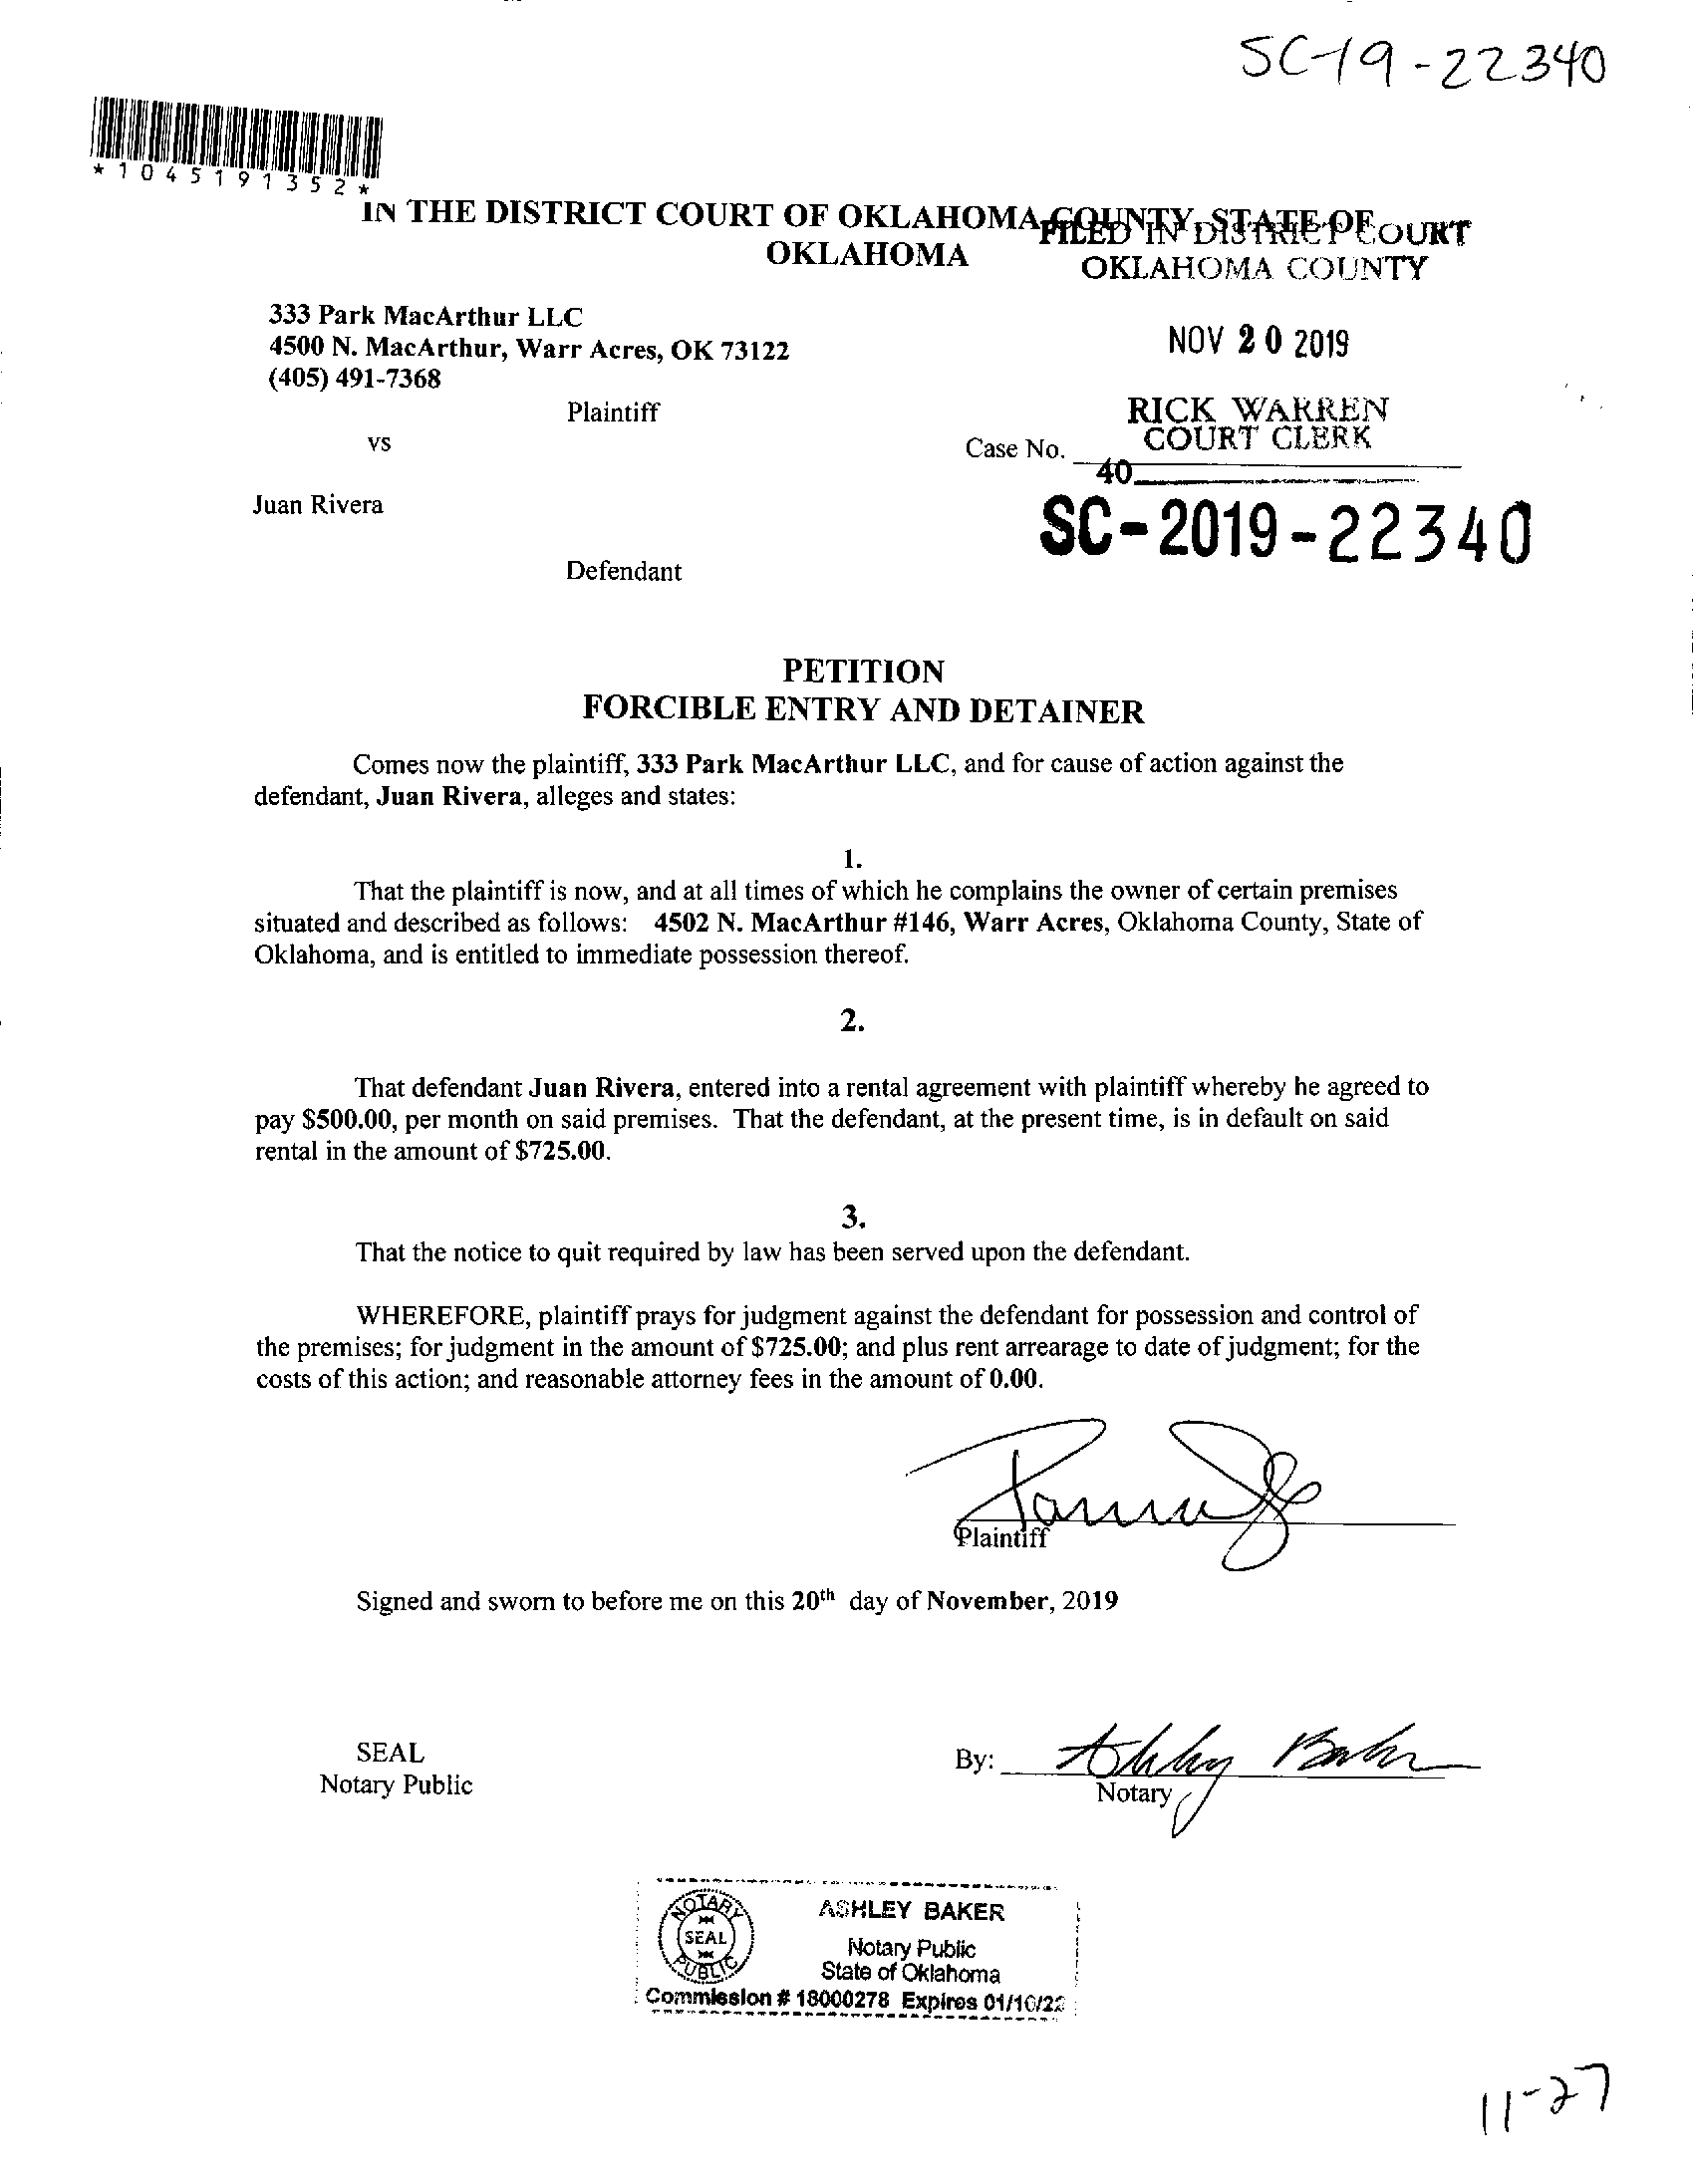 SC-19-22340
*1045191352*
IN THE DISTRICT COURT OF OKLAHOMA COUNTY, STATE OF
OKLAHOMA
FILED IN DISTRICT COURT
OKLAHOMA COUNTY
333 Park MacArthur LLC
4500 N. MacArthur, Warr Acres, OK 73122
(405) 491-7368
NOV 20 2019
Plaintiff
RICK WARREN
COURT CLERK
vs
Case No.
40
Juan Rivera
SC-2019-22340
Defendant
PETITION
FORCIBLE ENTRY AND DETAINER
Comes now the plaintiff, 333 Park MacArthur LLC, and for cause of action against the
defendant, Juan Rivera, alleges and states:
1.
That the plaintiff is now, and at all times of which he complains the owner of certain premises
situated and described as follows: 4502 N. MacArthur #146, Warr Acres, Oklahoma County, State of
Oklahoma, and is entitled to immediate possession thereof.
2.
That defendant Juan Rivera, entered into a rental agreement with plaintiff whereby he agreed to
pay $500.00, per month on said premises. That the defendant, at the present time, is in default on said
rental in the amount of $725.00.
3.
That the notice to quit required by law has been served upon the defendant.
WHEREFORE, plaintiff prays for judgment against the defendant for possession and control of
the premises; for judgment in the amount of $725.00; and plus rent arrearage to date of judgment; for the
costs of this action; and reasonable attorney fees in the amount of 0.00.
Plaintiff
Signed and sworn to before me on this 20th day of November, 2019
SEAL
Notary Public
By: Ashley Baker
Notary
NOTARY
SEAL
PUBLIC
ASHLEY BAKER
Notary Public
State of Oklahoma
Commission # 18000278 Expires 01/10/22
11-27